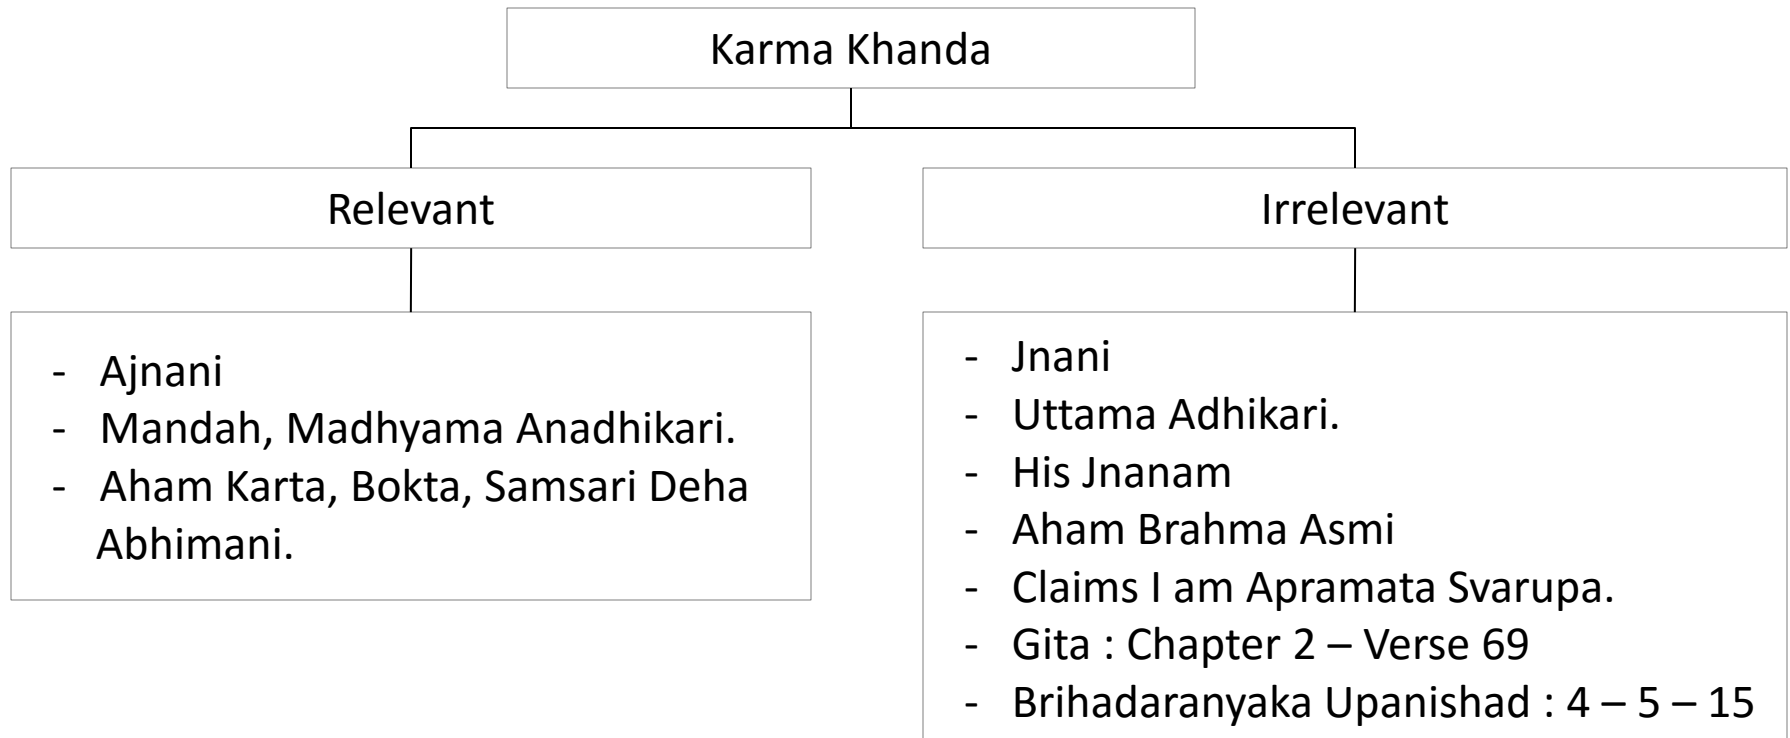 Karma Khanda
Relevant
Irrelevant
- Ajnani
- Mandah, Madhyama Anadhikari.
- Aham Karta, Bokta, Samsari Deha
Abhimani.
- Jnani
- Uttama Adhikari.
- His Jnanam
- Aham Brahma Asmi
- Claims I am Apramata Svarupa.
- Gita : Chapter 2 – Verse 69
- Brihadaranyaka Upanishad : 4 – 5 – 15